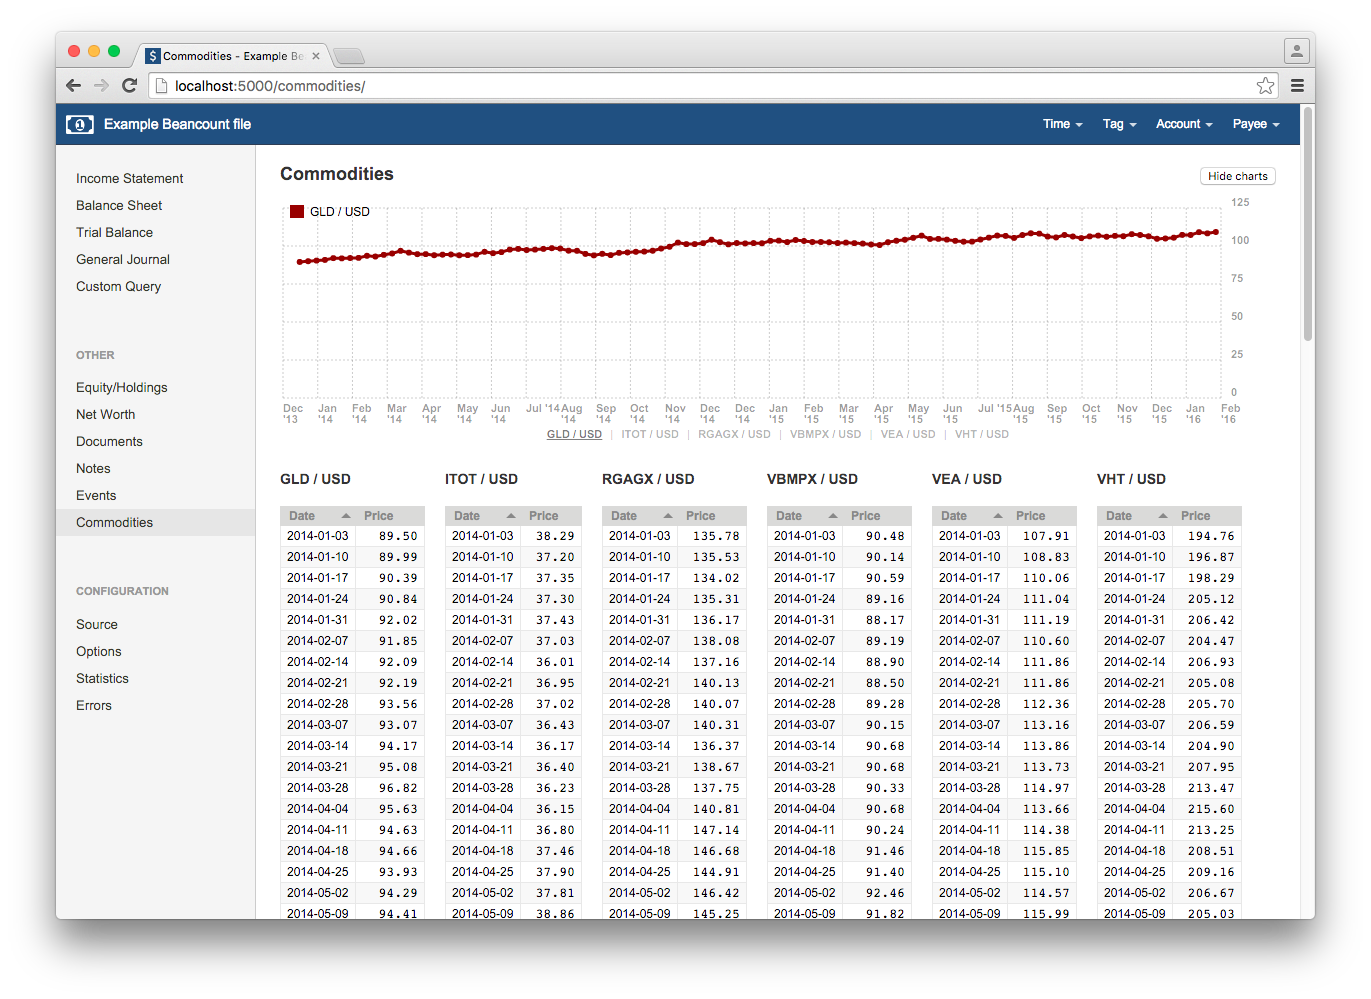 Commodities - Example Be
localhost:5000/commodities/
Example Beancount file
Time Tag Account Payee
Income Statement
Balance Sheet
Trial Balance
General Journal
Custom Query
OTHER
Equity/Holdings
Net Worth
Documents
Notes
Events
Commodities
CONFIGURATION
Source
Options
Statistics
Errors
Commodities
Hide charts
GLD / USD
125
100
75
50
25
0
Dec '13 Jan '14 Feb '14 Mar '14 Apr '14 May '14 Jun '14 Jul '14 Aug '14 Sep '14 Oct '14 Nov '14 Dec '14 Dec '14 Jan '15 Feb '15 Mar '15 Apr '15 May '15 Jun '15 Jul '15 Aug '15 Sep '15 Oct '15 Nov '15 Dec '15 Jan '16 Feb '16
GLD / USD | ITOT / USD | RGAGX / USD | VBMPX / USD | VEA / USD | VHT / USD
GLD / USD ITOT / USD RGAGX / USD VBMPX / USD VEA / USD VHT / USD
Date Price Date Price Date Price Date Price Date Price Date Price
2014-01-03 89.50 2014-01-03 38.29 2014-01-03 135.78 2014-01-03 90.48 2014-01-03 107.91 2014-01-03 194.76
2014-01-10 89.99 2014-01-10 37.20 2014-01-10 135.53 2014-01-10 90.14 2014-01-10 108.83 2014-01-10 196.87
2014-01-17 90.39 2014-01-17 37.35 2014-01-17 134.02 2014-01-17 90.59 2014-01-17 110.06 2014-01-17 198.29
2014-01-24 90.84 2014-01-24 37.30 2014-01-24 135.31 2014-01-24 89.16 2014-01-24 111.04 2014-01-24 205.12
2014-01-31 92.02 2014-01-31 37.43 2014-01-31 136.17 2014-01-31 88.17 2014-01-31 111.19 2014-01-31 206.42
2014-02-07 91.85 2014-02-07 37.03 2014-02-07 138.08 2014-02-07 89.19 2014-02-07 110.60 2014-02-07 204.47
2014-02-14 92.09 2014-02-14 36.01 2014-02-14 137.16 2014-02-14 88.90 2014-02-14 111.86 2014-02-14 206.93
2014-02-21 92.19 2014-02-21 36.95 2014-02-21 140.13 2014-02-21 88.50 2014-02-21 111.86 2014-02-21 205.08
2014-02-28 93.56 2014-02-28 37.02 2014-02-28 140.07 2014-02-28 89.28 2014-02-28 112.36 2014-02-28 205.70
2014-03-07 93.07 2014-03-07 36.43 2014-03-07 140.31 2014-03-07 90.15 2014-03-07 113.16 2014-03-07 206.59
2014-03-14 94.17 2014-03-14 36.17 2014-03-14 136.37 2014-03-14 90.68 2014-03-14 113.86 2014-03-14 204.90
2014-03-21 95.08 2014-03-21 36.40 2014-03-21 138.67 2014-03-21 90.68 2014-03-21 113.73 2014-03-21 207.95
2014-03-28 96.82 2014-03-28 36.23 2014-03-28 137.75 2014-03-28 90.33 2014-03-28 114.97 2014-03-28 213.47
2014-04-04 95.63 2014-04-04 36.15 2014-04-04 140.81 2014-04-04 90.68 2014-04-04 113.66 2014-04-04 215.60
2014-04-11 94.63 2014-04-11 36.80 2014-04-11 147.14 2014-04-11 90.24 2014-04-11 114.38 2014-04-11 213.25
2014-04-18 94.66 2014-04-18 37.46 2014-04-18 146.68 2014-04-18 91.46 2014-04-18 115.85 2014-04-18 208.51
2014-04-25 93.93 2014-04-25 37.90 2014-04-25 144.91 2014-04-25 91.40 2014-04-25 115.10 2014-04-25 209.16
2014-05-02 94.29 2014-05-02 37.81 2014-05-02 146.42 2014-05-02 92.46 2014-05-02 114.57 2014-05-02 206.67
2014-05-09 94.41 2014-05-09 38.86 2014-05-09 145.25 2014-05-09 91.82 2014-05-09 115.99 2014-05-09 205.03